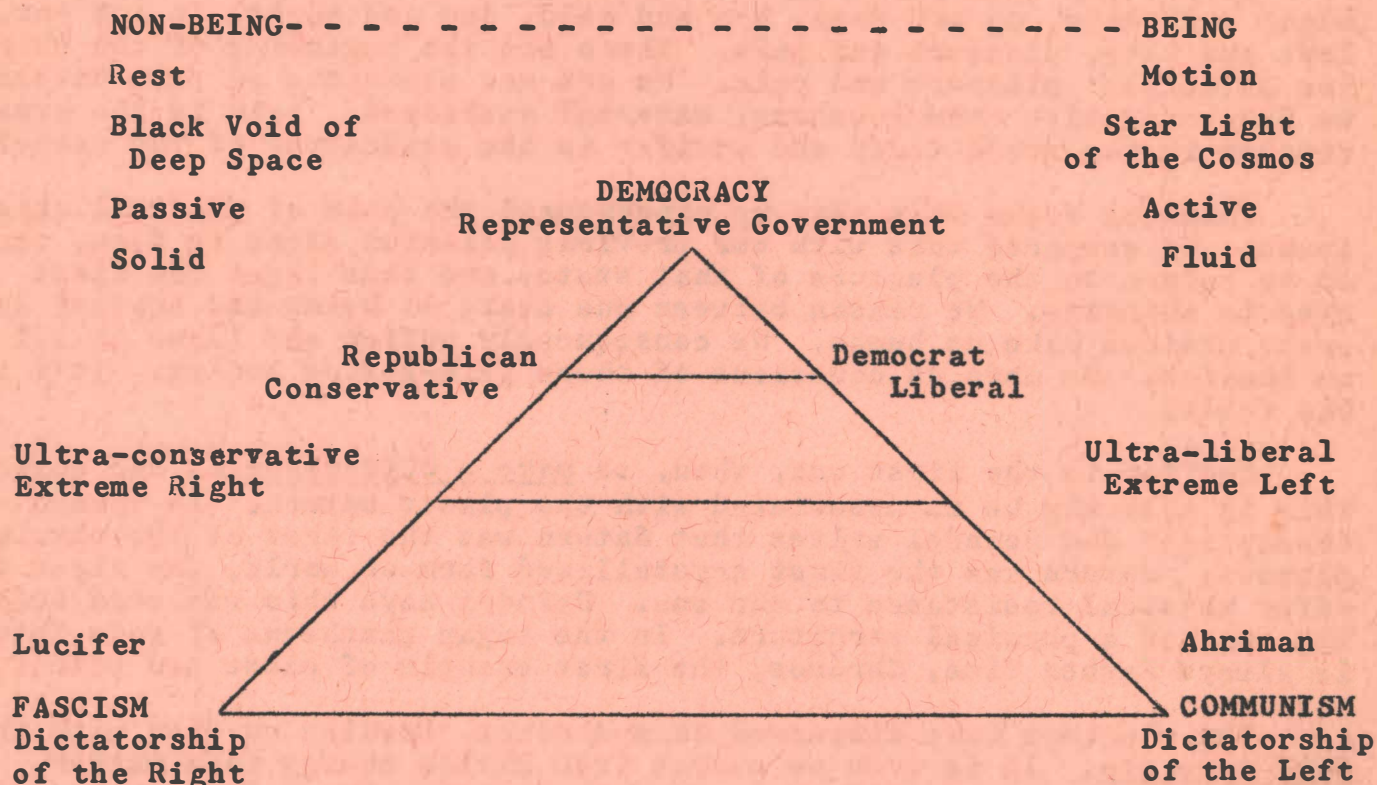 NON-BEING- - - - - - - - - - - - - - - - - - - - - - BEING
Rest
Motion
Black Void of
Deep Space
Star Light
of the Cosmos
Passive
Active
DEMOCRACY
Representative Government
Solid
Fluid
Republican
Conservative
Democrat
Liberal
Ultra-conservative
Extreme Right
Ultra-liberal
Extreme Left
Lucifer
Ahriman
FASCISM
Dictatorship
of the Right
COMMUNISM
Dictatorship
of the Left